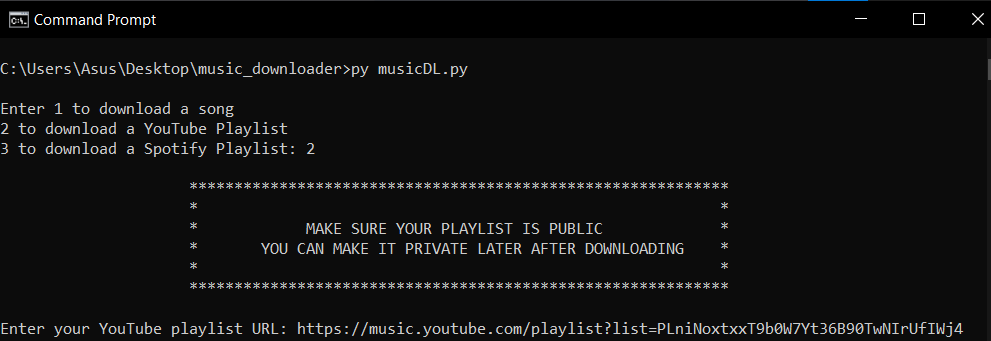 Command Prompt
C:\Users\Asus\Desktop\music_downloader>py musicDL.py
Enter 1 to download a song
2 to download a YouTube Playlist
3 to download a Spotify Playlist: 2
************************************************************
* *
* MAKE SURE YOUR PLAYLIST IS PUBLIC *
* YOU CAN MAKE IT PRIVATE LATER AFTER DOWNLOADING *
* *
************************************************************
Enter your YouTube playlist URL: https://music.youtube.com/playlist?list=PLniNoxtxxT9b0W7Yt36B90TwNIrUfIWj4